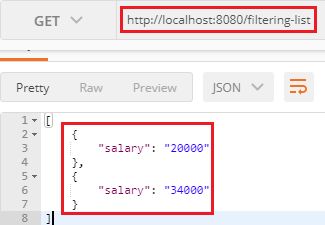 GET http://localhost:8080/filtering-list
Pretty Raw Preview JSON
1 [
2 {
3 "salary": "20000"
4 },
5 {
6 "salary": "34000"
7 }
8 ]